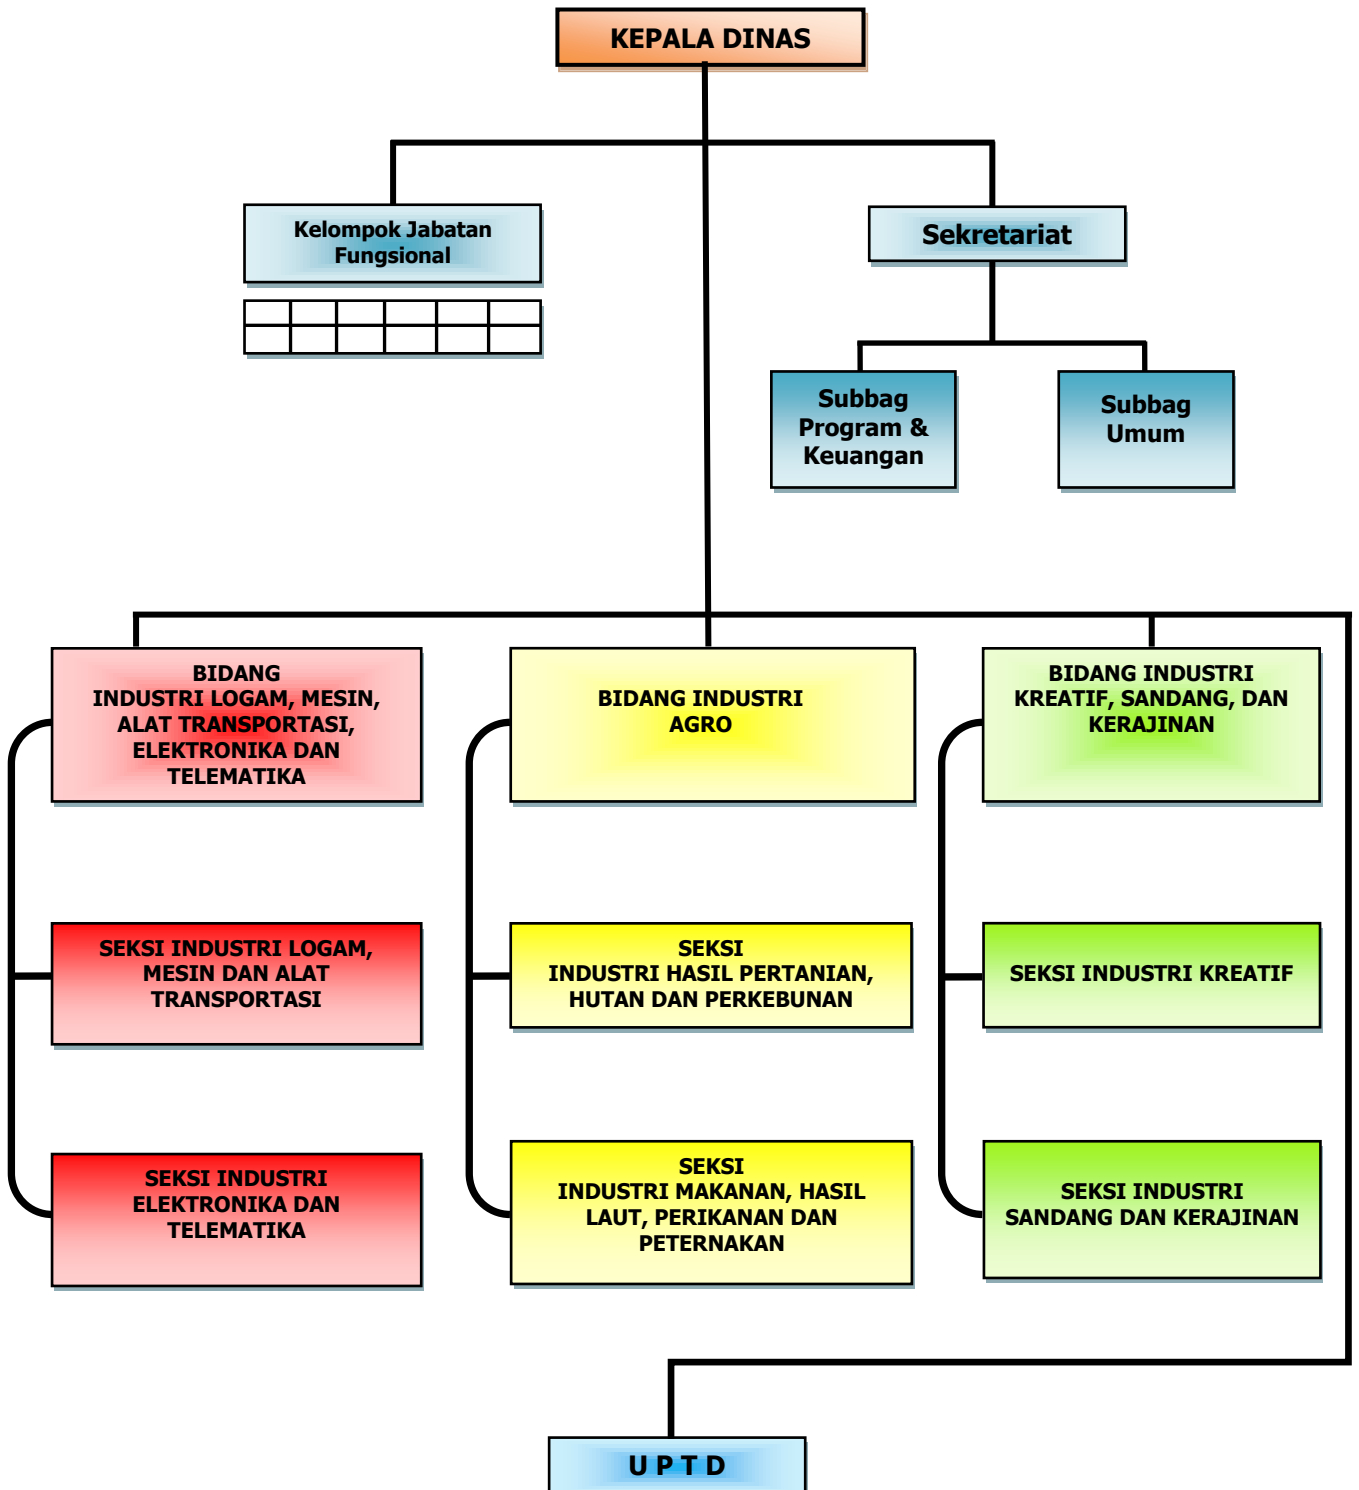 KEPALA DINAS
Kelompok Jabatan
Fungsional
Sekretariat
Subbag
Program &
Keuangan
Subbag
Umum
BIDANG
INDUSTRI LOGAM, MESIN,
ALAT TRANSPORTASI,
ELEKTRONIKA DAN
TELEMATIKA
BIDANG INDUSTRI
AGRO
BIDANG INDUSTRI
KREATIF, SANDANG, DAN
KERAJINAN
SEKSI INDUSTRI LOGAM,
MESIN DAN ALAT
TRANSPORTASI
SEKSI
INDUSTRI HASIL PERTANIAN,
HUTAN DAN PERKEBUNAN
SEKSI INDUSTRI KREATIF
SEKSI INDUSTRI
ELEKTRONIKA DAN
TELEMATIKA
SEKSI
INDUSTRI MAKANAN, HASIL
LAUT, PERIKANAN DAN
PETERNAKAN
SEKSI INDUSTRI
SANDANG DAN KERAJINAN
U P T D